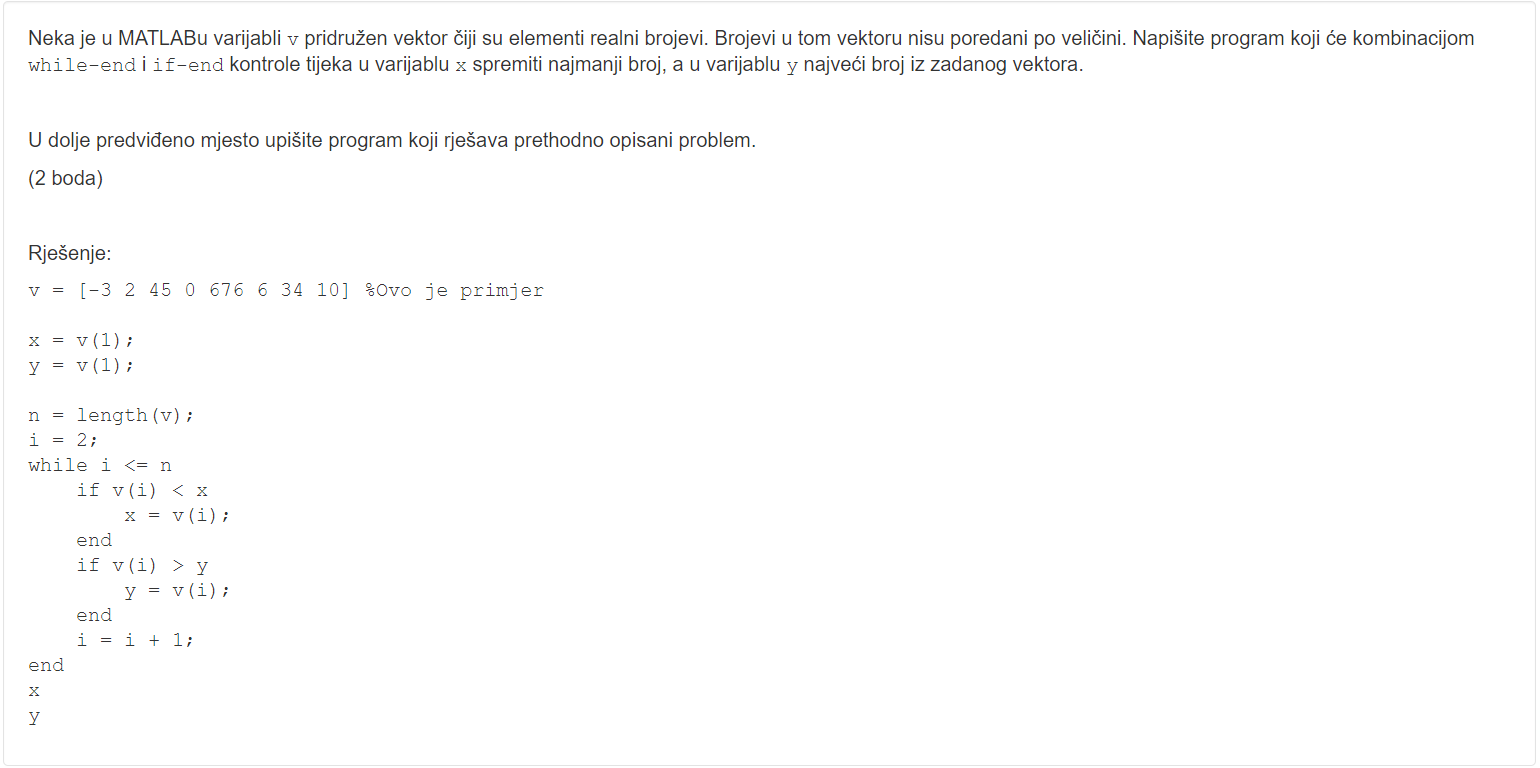 Neka je u MATLABu varijabli v pridružen vektor čiji su elementi realni brojevi. Brojevi u tom vektoru nisu poredani po veličini. Napišite program koji će kombinacijom
while-end i if-end kontrole tijeka u varijablu x spremiti najmanji broj, a u varijablu y najveći broj iz zadanog vektora.
U dolje predviđeno mjesto upišite program koji rješava prethodno opisani problem.
(2 boda)
Rješenje:
v = [-3 2 45 0 676 6 34 10] %Ovo je primjer
x = v(1);
y = v(1);
n = length(v);
i = 2;
while i <= n
    if v(i) < x
        x = v(i);
    end
    if v(i) > y
        y = v(i);
    end
    i = i + 1;
end
x
y